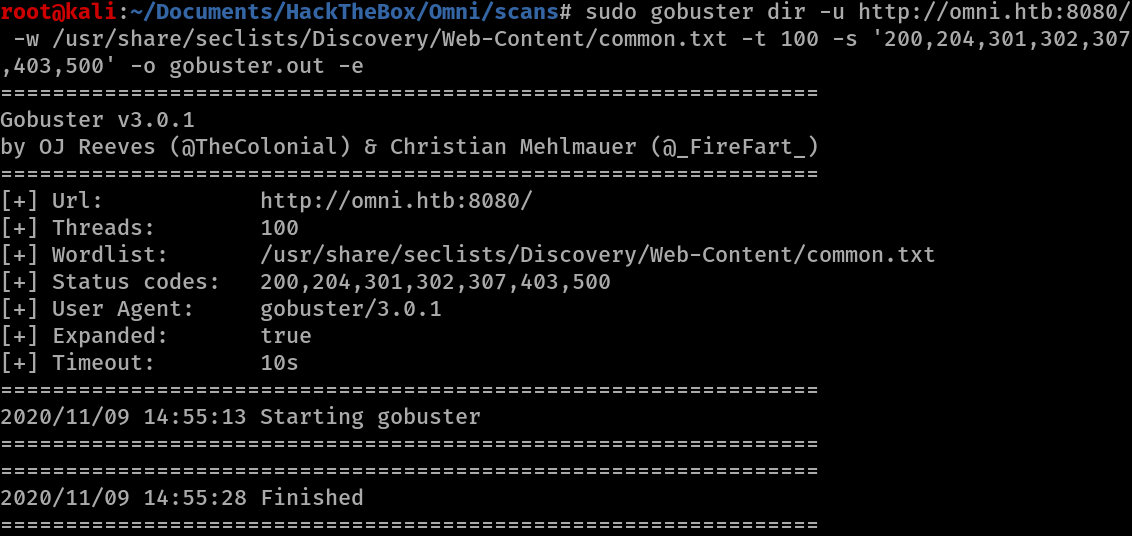 root@kali:~/Documents/HackTheBox/Omni/scans# sudo gobuster dir -u http://omni.htb:8080/
-w /usr/share/seclists/Discovery/Web-Content/common.txt -t 100 -s '200,204,301,302,307
,403,500' -o gobuster.out -e
===============================================================
Gobuster v3.0.1
by OJ Reeves (@TheColonial) & Christian Mehlmauer (@_FireFart_)
===============================================================
[+] Url:            http://omni.htb:8080/
[+] Threads:        100
[+] Wordlist:       /usr/share/seclists/Discovery/Web-Content/common.txt
[+] Status codes:   200,204,301,302,307,403,500
[+] User Agent:     gobuster/3.0.1
[+] Expanded:       true
[+] Timeout:        10s
===============================================================
2020/11/09 14:55:13 Starting gobuster
===============================================================
===============================================================
2020/11/09 14:55:28 Finished
===============================================================